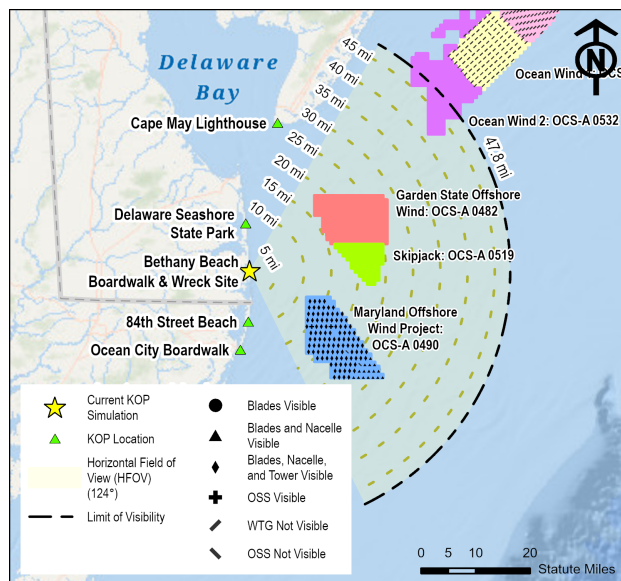 45 mi
40 mi
35 mi
30 mi
25 mi
20 mi
15 mi
10 mi
5 mi
47.8 mi
Delaware
Bay
N
Ocean Wind
OCS
Ocean Wind 2: OCS-A 0532
Cape May Lighthouse
Garden State Offshore
Wind: OCS-A 0482
Delaware Seashore
State Park
Skipjack: OCS-A 0519
Bethany Beach
Boardwalk & Wreck Site
84th Street Beach
Ocean City Boardwalk
Maryland Offshore
Wind Project:
OCS-A 0490
Current KOP
Simulation
KOP Location
Horizontal Field of
View (HFOV)
(124°)
Limit of Visibility
Blades Visible
Blades and Nacelle
Visible
Blades, Nacelle,
and Tower Visible
OSS Visible
WTG Not Visible
OSS Not Visible
0 5 10 20
Statute Miles